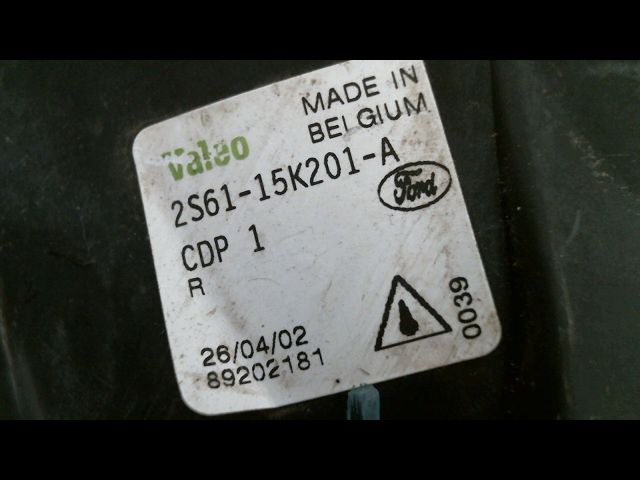 MADE IN
BELGIUM
Valeo
2S61-15K201-A
Ford
CDP 1
R
0039
26/04/02
89202181